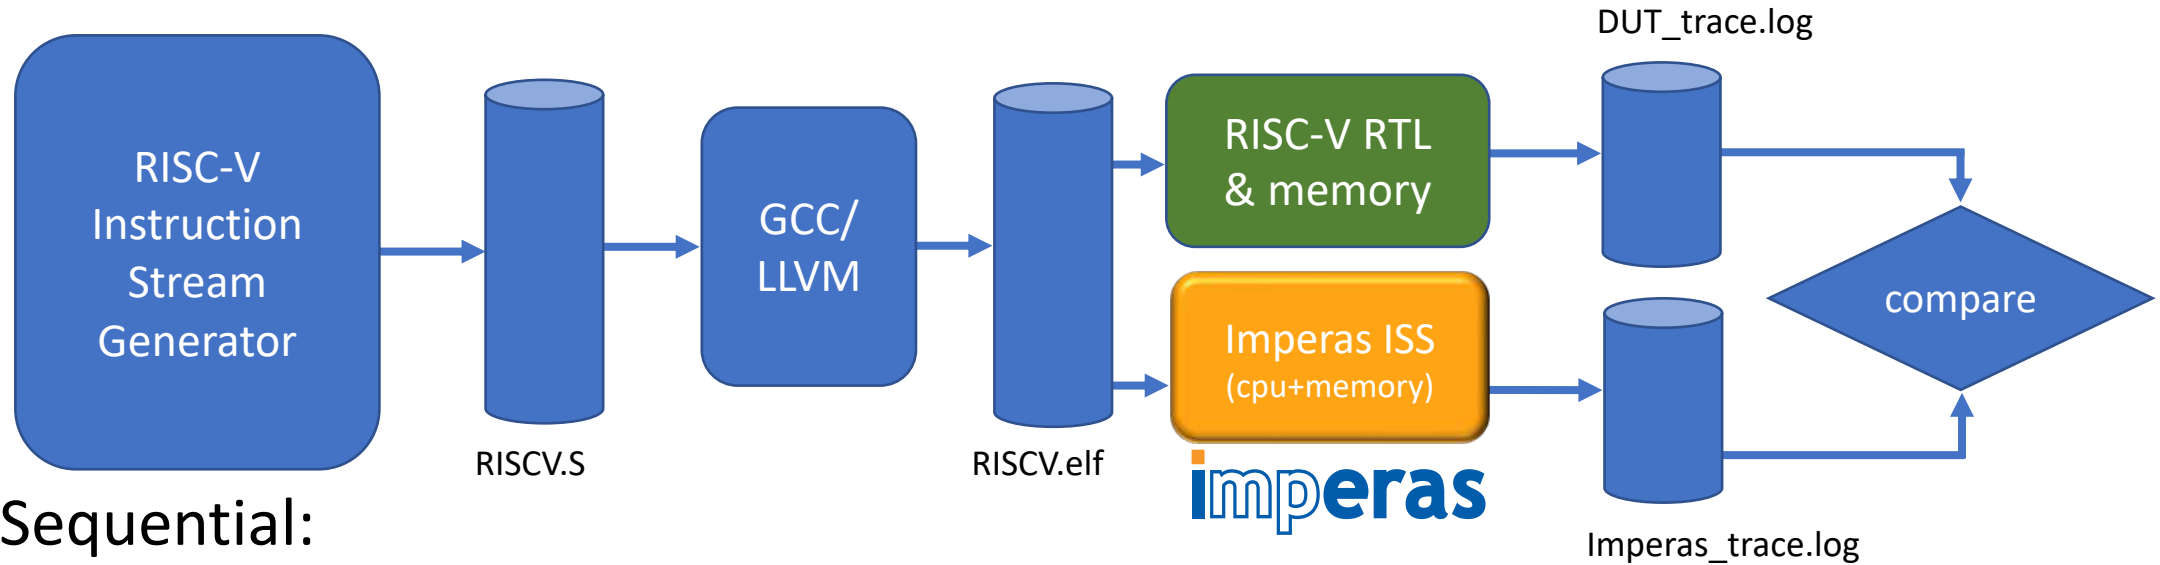 DUT_trace.log
RISC-V
Instruction
Stream
Generator
RISCV.S
GCC/
LLVM
RISCV.elf
RISC-V RTL
& memory
Imperas ISS
(cpu+memory)
imperas
compare
Sequential:
Imperas_trace.log